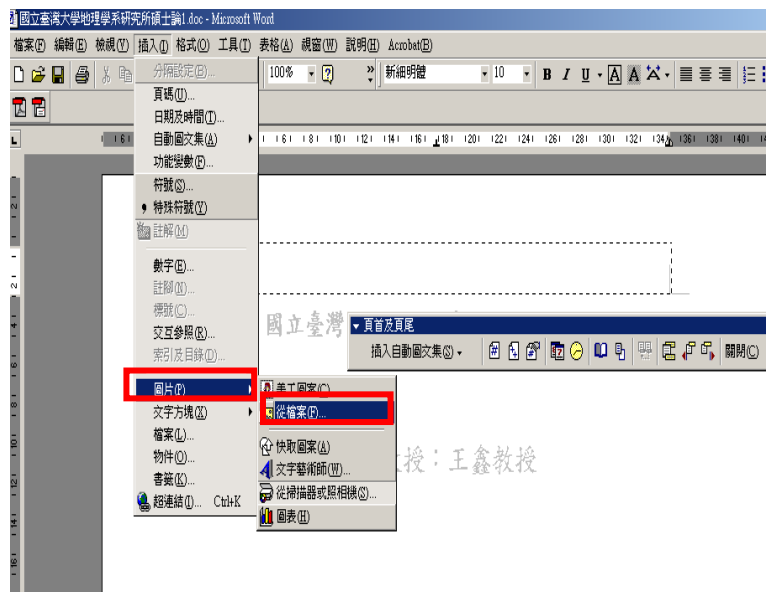 國立臺灣大學地理學系研究所碩士論1.doc - Microsoft Word
檔案(F) 編輯(E) 檢視(V) 插入(I) 格式(O) 工具(T) 表格(A) 視窗(W) 說明(H) Acrobat(B)
100% 新細明體 10 B I U A A
分隔設定(B)...
頁碼(U)...
日期及時間(T)...
自動圖文集(A)
功能變數(F)...
符號(S)...
特殊符號(Y)
註解(M)
數字(E)...
註腳(N)...
標號(C)...
交互參照(R)...
索引及目錄(D)...
圖片(P)
文字方塊(X)
檔案(L)...
物件(O)...
書籤(K)...
超連結(I)... Ctrl+K
美工圖案(C)...
從檔案(F)...
快取圖案(A)
文字藝術師(W)...
從掃描器或照相機(S)...
圖表(H)
國立臺灣
頁首及頁尾
插入自動圖文集(S) 關閉(C)
授：王鑫教授